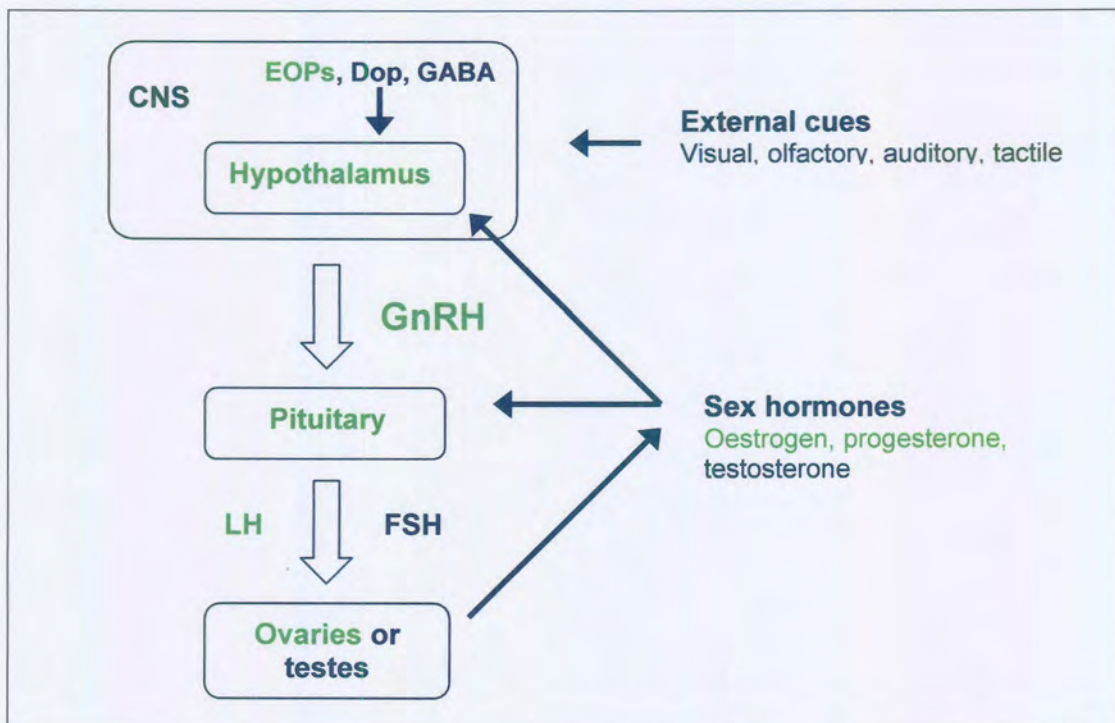 EOPs, Dop, GABA
CNS
Hypothalamus
External cues
Visual, olfactory, auditory, tactile
GnRH
Pituitary
Sex hormones
Oestrogen, progesterone,
testosterone
LH
FSH
Ovaries or
testes